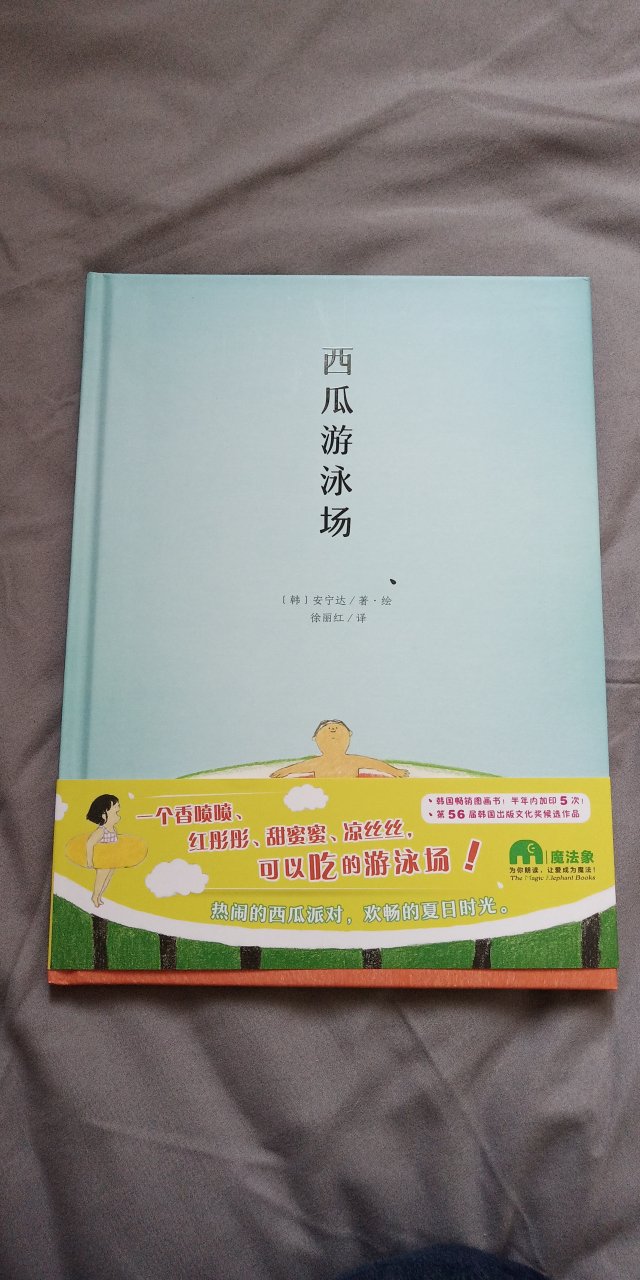 西瓜游泳场
[韩]安宁达/著·绘
徐丽红/译
一个香喷喷、
红彤彤、甜蜜蜜、凉丝丝,
可以吃的游泳场!
热闹的西瓜派对,欢畅的夏日时光。
韩国畅销图画书!半年内加印5次!
第56届韩国出版文化奖候选作品
魔法象
为你朗读,让爱成为魔法!
The Magic Elephant Books